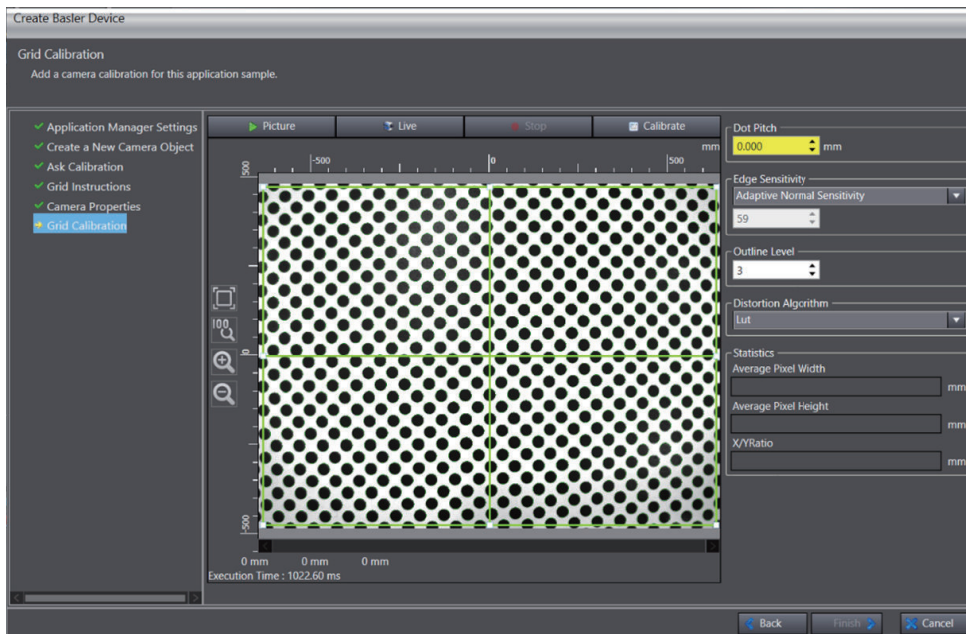 Create Basler Device
Grid Calibration
Add a camera calibration for this application sample.
Application Manager Settings
Create a New Camera Object
Ask Calibration
Grid Instructions
Camera Properties
Grid Calibration
Picture
Live
Stop
Calibrate
mm
-500
0
500
500
0
-500
100
0 mm 0 mm 0 mm
Execution Time : 1022.60 ms
Dot Pitch
0.000 mm
Edge Sensitivity
Adaptive Normal Sensitivity
59
Outline Level
3
Distortion Algorithm
Lut
Statistics
Average Pixel Width
mm
Average Pixel Height
mm
X/YRatio
mm
Back Finish Cancel